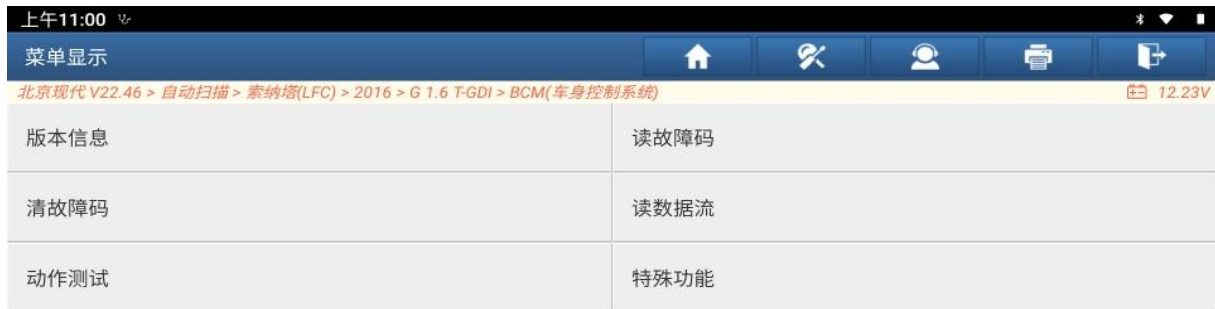 上午11:00
菜单显示
北京现代 V22.46 > 自动扫描 > 索纳塔(LFC) > 2016 > G 1.6 T-GDI > BCM(车身控制系统) 12.23V
版本信息 读故障码
清故障码 读数据流
动作测试 特殊功能